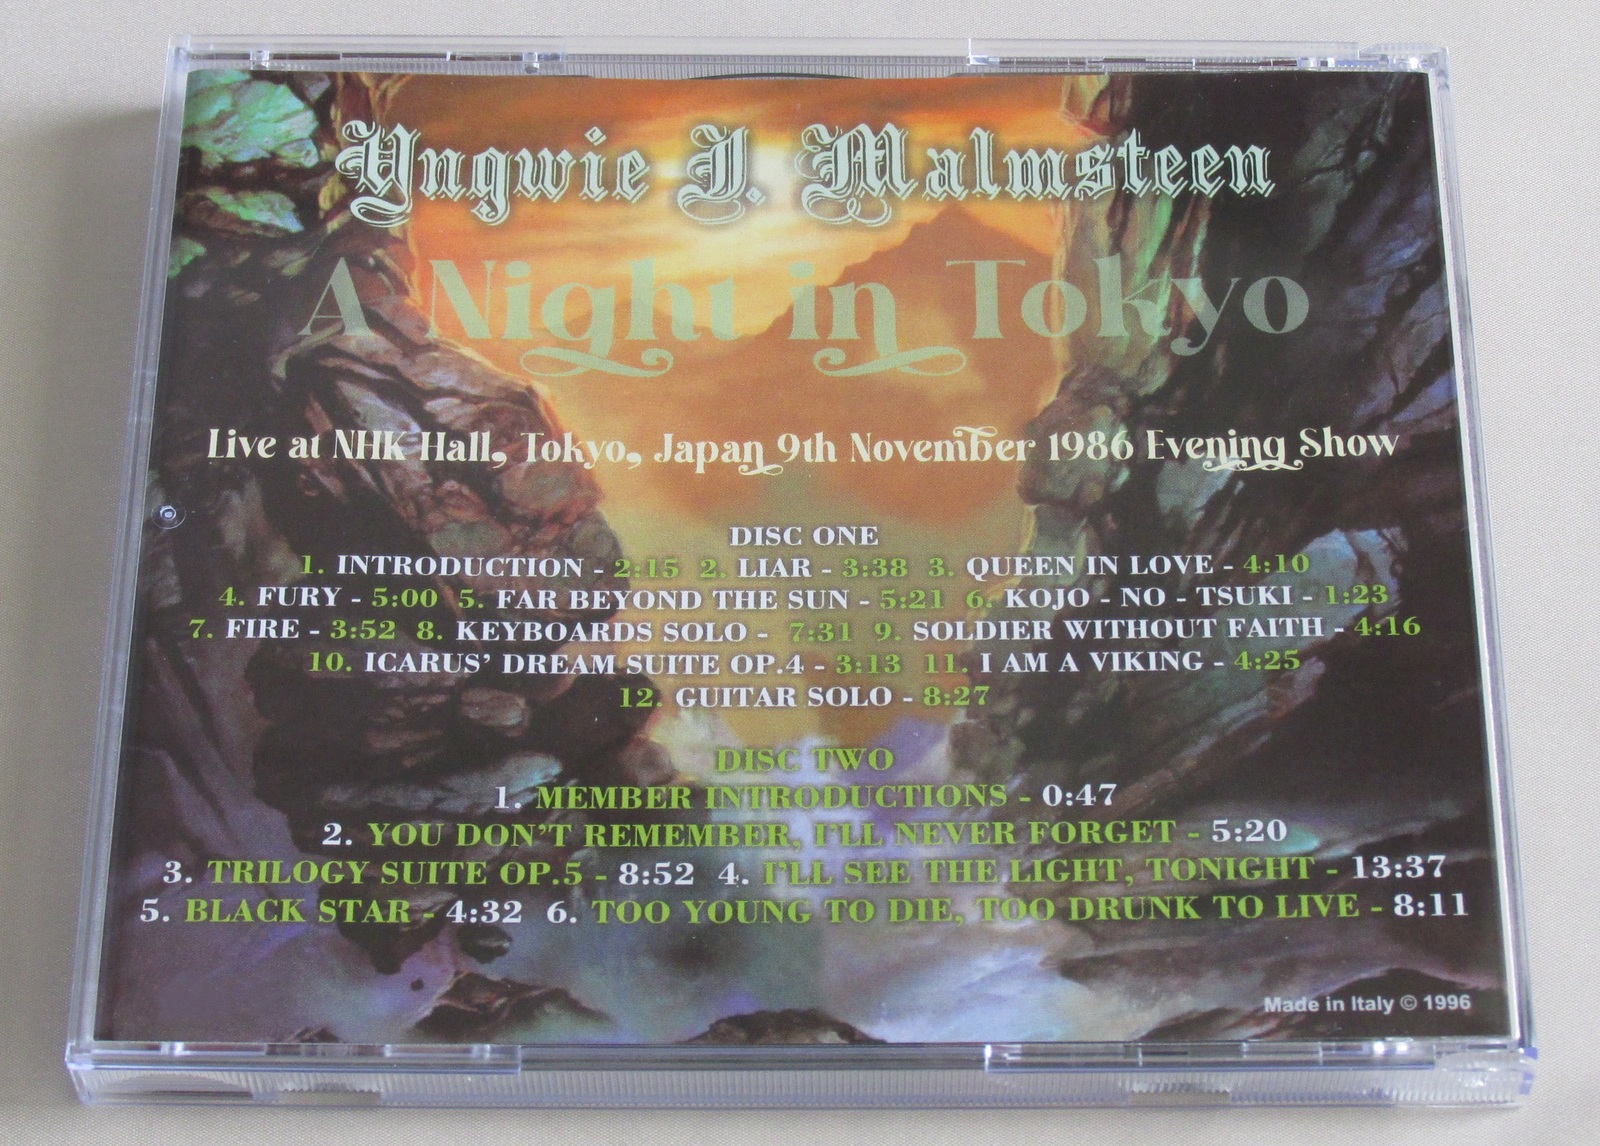 Yngwie J. Malmsteen
A Night in Tokyo
Live at NHK Hall, Tokyo, Japan 9th November 1986 Evening Show
DISC ONE
1. INTRODUCTION - 2:15 2. LIAR - 3:38 3. QUEEN IN LOVE - 4:10
4. FURY - 5:00 5. FAR BEYOND THE SUN - 5:21 6. KOJO - NO - TSUKI - 1:23
7. FIRE - 3:52 8. KEYBOARDS SOLO - 7:31 9. SOLDIER WITHOUT FAITH - 4:16
10. ICARUS' DREAM SUITE OP.4 - 3:13 11. I AM A VIKING - 4:25
12. GUITAR SOLO - 8:27
DISC TWO
1. MEMBER INTRODUCTIONS - 0:47
2. YOU DON'T REMEMBER, I'LL NEVER FORGET - 5:20
3. TRILOGY SUITE OP.5 - 8:52 4. I'LL SEE THE LIGHT, TONIGHT - 13:37
5. BLACK STAR - 4:32 6. TOO YOUNG TO DIE, TOO DRUNK TO LIVE - 8:11
Made in Italy © 1996